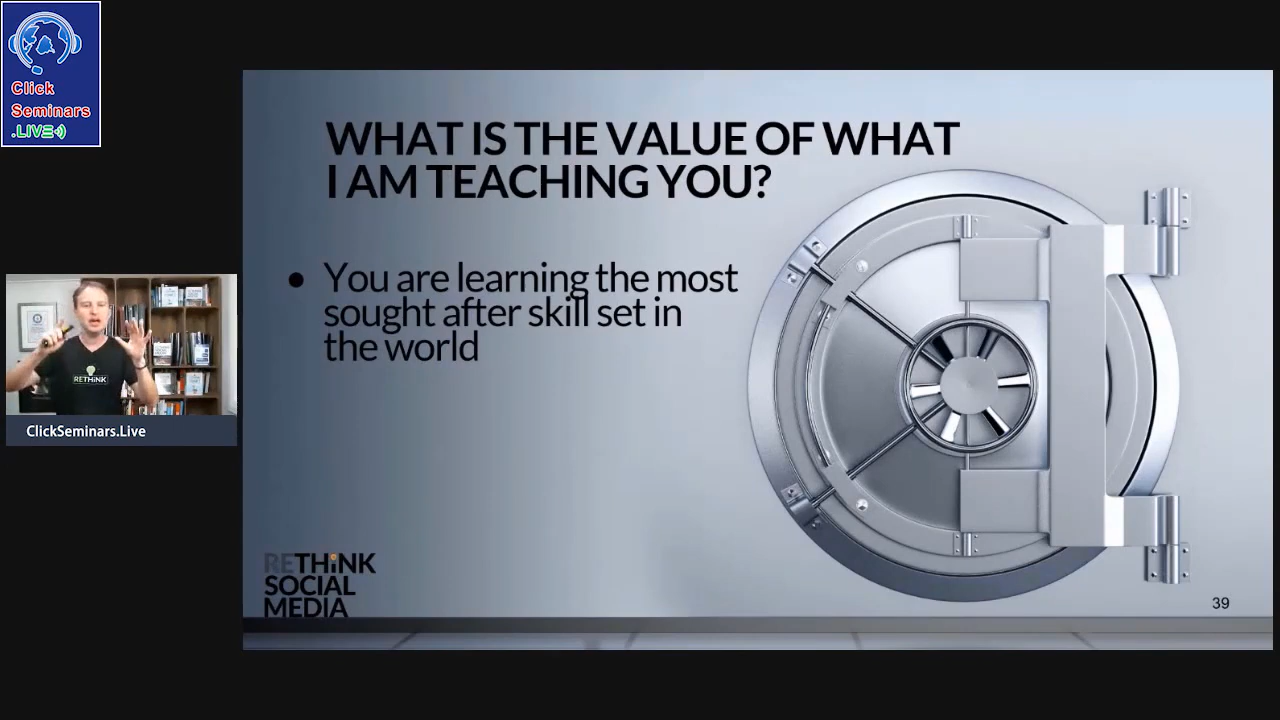 Click
Seminars
.LIVE
WHAT IS THE VALUE OF WHAT
I AM TEACHING YOU?
• You are learning the most
sought after skill set in
the world
RETHiNK
ClickSeminars.Live
RETHiNK
SOCIAL
MEDIA
39